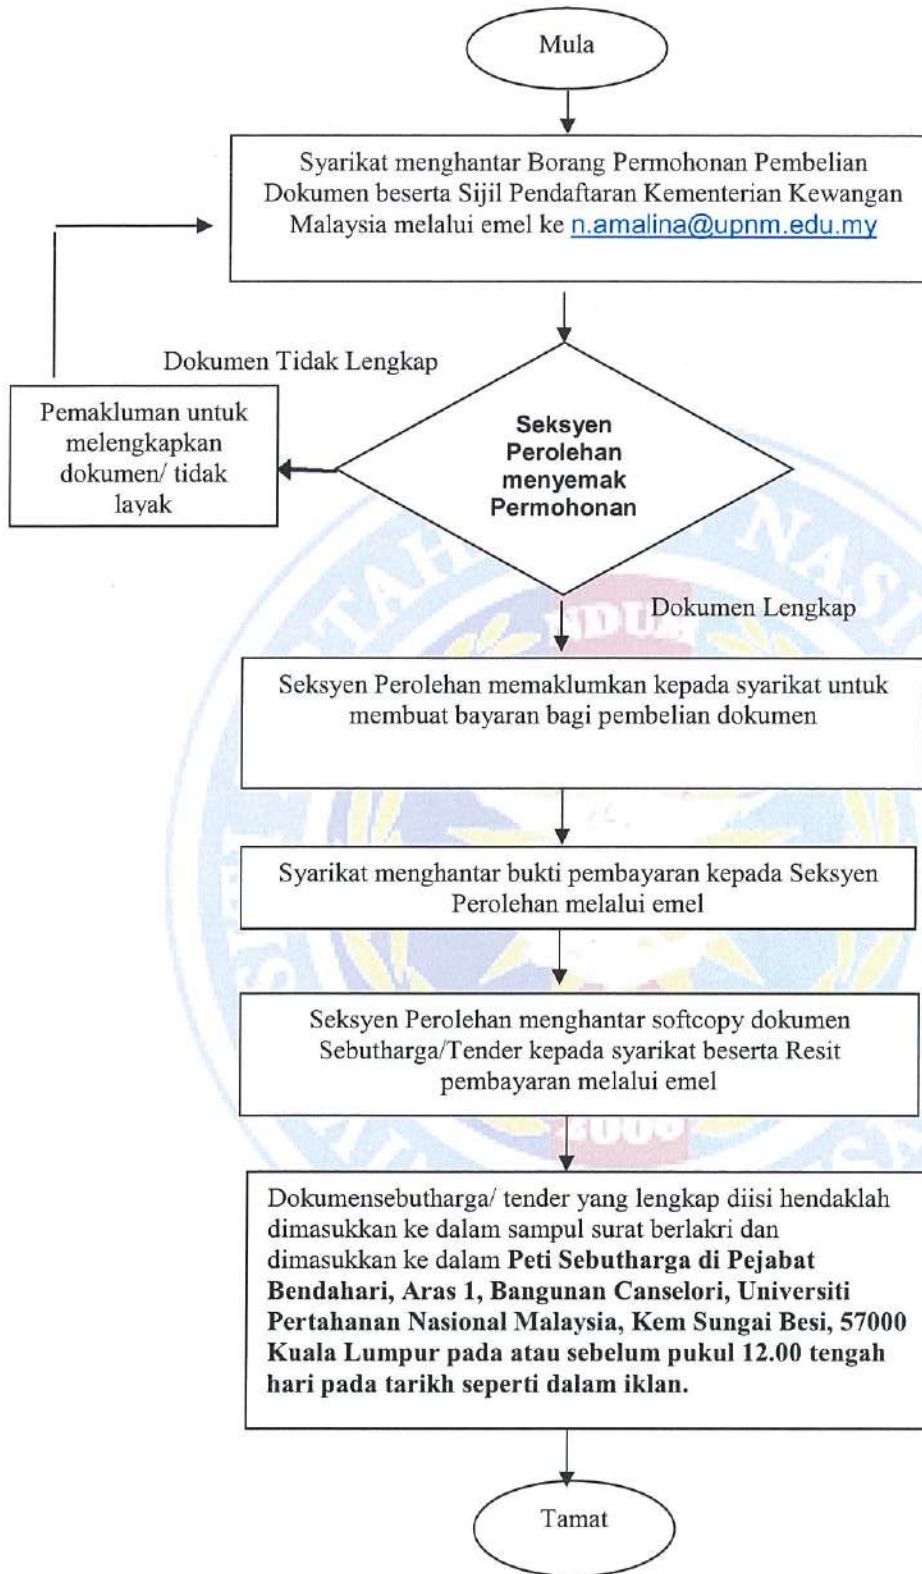 Mula
Syarikat menghantar Borang Permohonan Pembelian
Dokumen beserta Sijil Pendaftaran Kementerian Kewangan
Malaysia melalui emel ke n.amalina@upnm.edu.my
Dokumen Tidak Lengkap
Pemakluman untuk
melengkapkan
dokumen/ tidak
layak
Seksyen
Perolehan
menyemak
Permohonan
Dokumen Lengkap
Seksyen Perolehan memaklumkan kepada syarikat untuk
membuat bayaran bagi pembelian dokumen
Syarikat menghantar bukti pembayaran kepada Seksyen
Perolehan melalui emel
Seksyen Perolehan menghantar softcopy dokumen
Sebutharga/Tender kepada syarikat beserta Resit
pembayaran melalui emel
Dokumensebutharga/ tender yang lengkap diisi hendaklah
dimasukkan ke dalam sampul surat berlakri dan
dimasukkan ke dalam Peti Sebutharga di Pejabat
Bendahari, Aras 1, Bangunan Canselori, Universiti
Pertahanan Nasional Malaysia, Kem Sungai Besi, 57000
Kuala Lumpur pada atau sebelum pukul 12.00 tengah
hari pada tarikh seperti dalam iklan.
Tamat